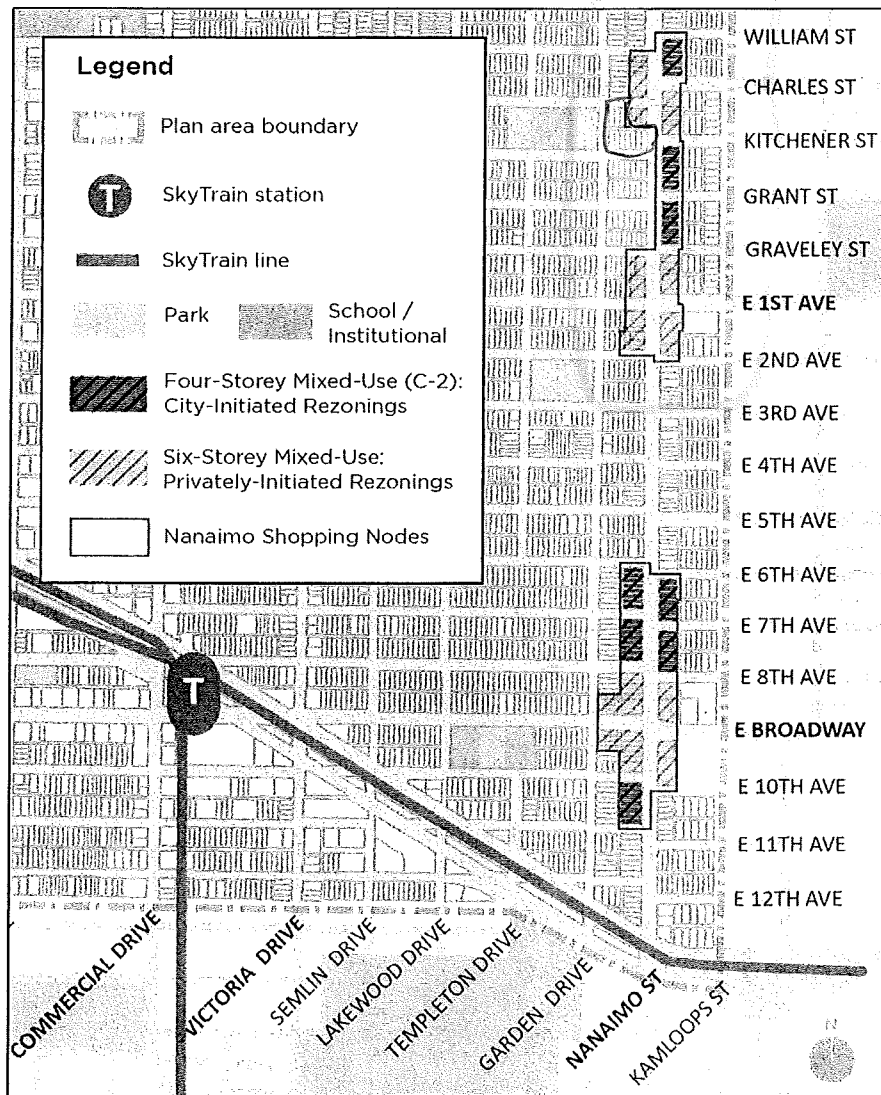 Legend
Plan area boundary
T
SkyTrain station
SkyTrain line
Park
School /
Institutional
Four-Storey Mixed-Use (C-2):
City-Initiated Rezonings
Six-Storey Mixed-Use:
Privately-Initiated Rezonings
Nanaimo Shopping Nodes
WILLIAM ST
CHARLES ST
KITCHENER ST
GRANT ST
GRAVELEY ST
E 1ST AVE
E 2ND AVE
E 3RD AVE
E 4TH AVE
E 5TH AVE
E 6TH AVE
E 7TH AVE
E 8TH AVE
E BROADWAY
E 10TH AVE
E 11TH AVE
E 12TH AVE
T
COMMERCIAL DRIVE
VICTORIA DRIVE
SEMLIN DRIVE
LAKEWOOD DRIVE
TEMPLETON DRIVE
GARDEN DRIVE
NANAIMO ST
KAMLOOPS ST
N